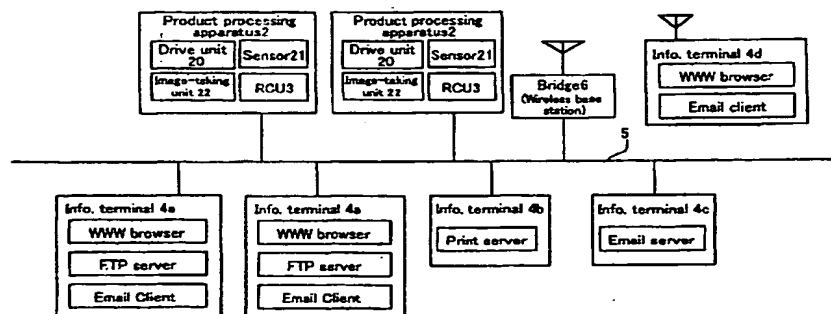 Product processing
apparatus2
Drive unit
20
Sensor21
Image-taking
unit 22
RCU3
Product processing
apparatus2
Drive unit
20
Sensor21
Image-taking
unit 22
RCU3
Bridge6
(Wireless base
station)
Info. terminal 4d
WWW browser
Email client
5
Info. terminal 4a
WWW browser
FTP server
Email Client
Info. terminal 4a
WWW browser
FTP server
Email Client
Info. terminal 4b
Print server
Info. terminal 4c
Email server